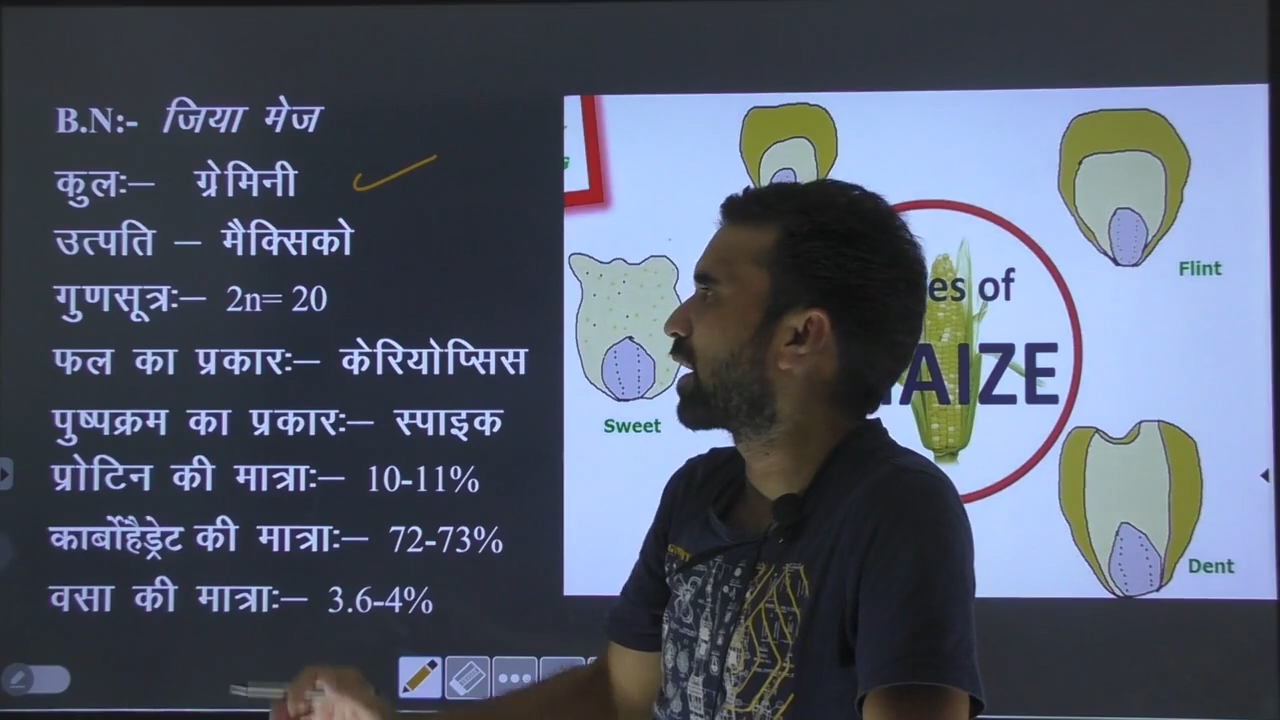 B.N:- जिया मेज
कुलः– ग्रेमिनी
उत्पति – मैक्सिको
गुणसूत्रः– 2n= 20
फल का प्रकारः– केरियोप्सिस
पुष्पक्रम का प्रकारः– स्पाइक
प्रोटिन की मात्राः– 10-11%
कार्बोहैड्रेट की मात्राः– 72-73%
वसा की मात्राः– 3.6-4%
Flint
es of
AIZE
Sweet
Dent